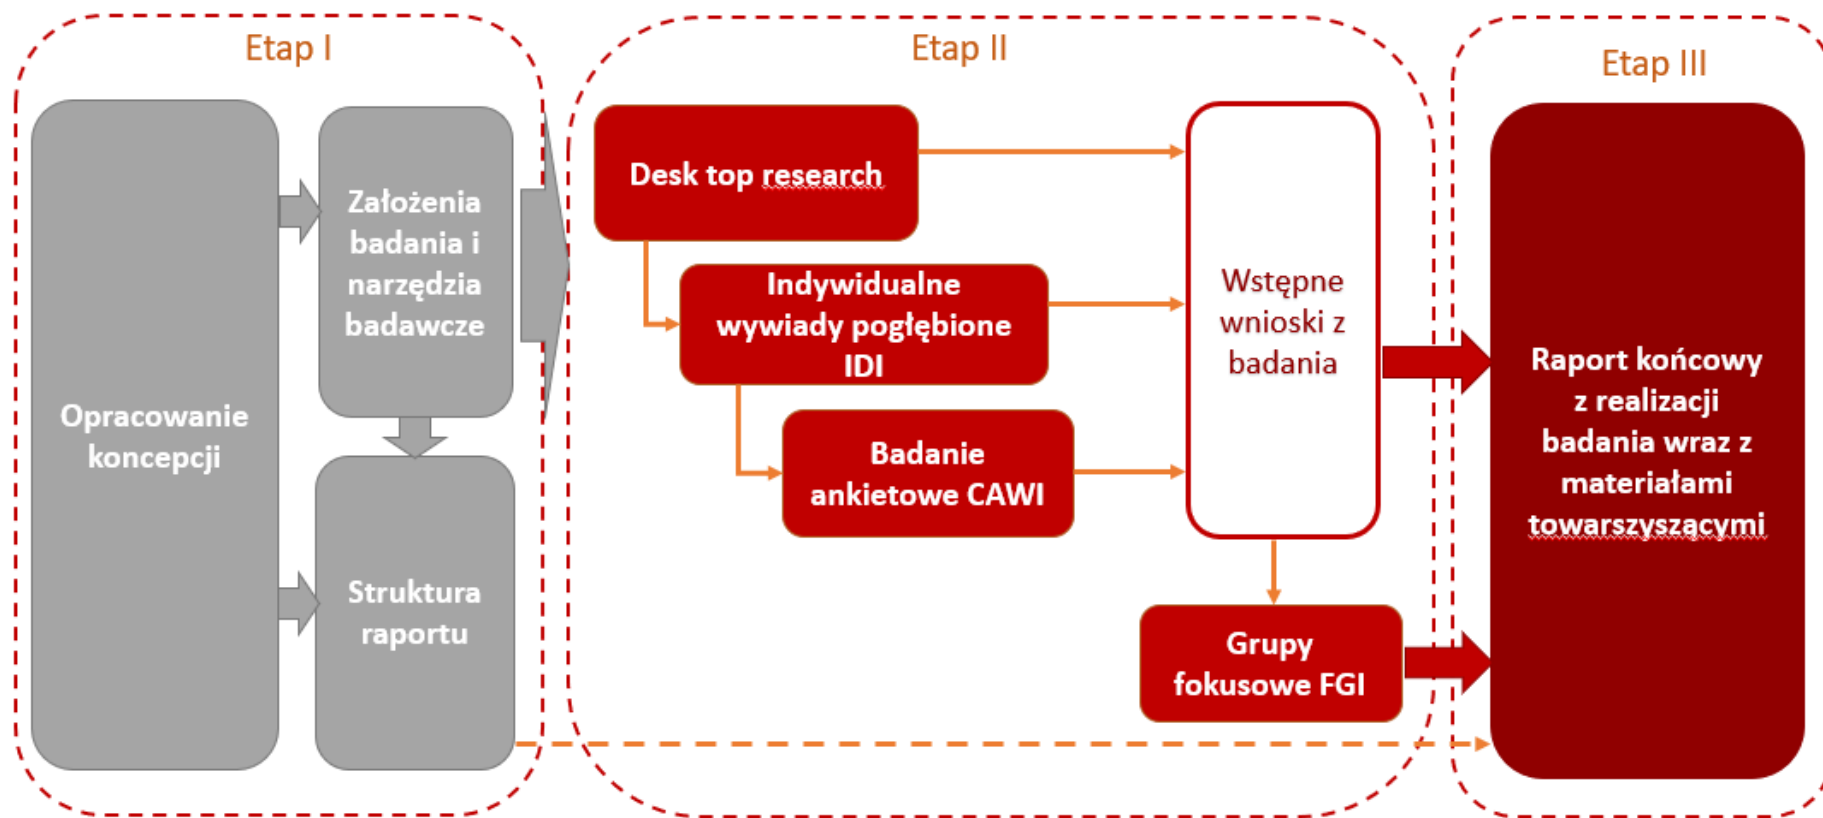 Etap I
Opracowanie
koncepcji
Założenia
badania i
narzędzia
badawcze
Struktura
raportu
Etap II
Desk top research
Indywidualne
wywiady pogłębione
IDI
Badanie
ankietowe CAWI
Wstępne
wnioski z
badania
Grupy
fokusowe FGI
Etap III
Raport końcowy
z realizacji
badania wraz z
materiałami
towarszyszącymi